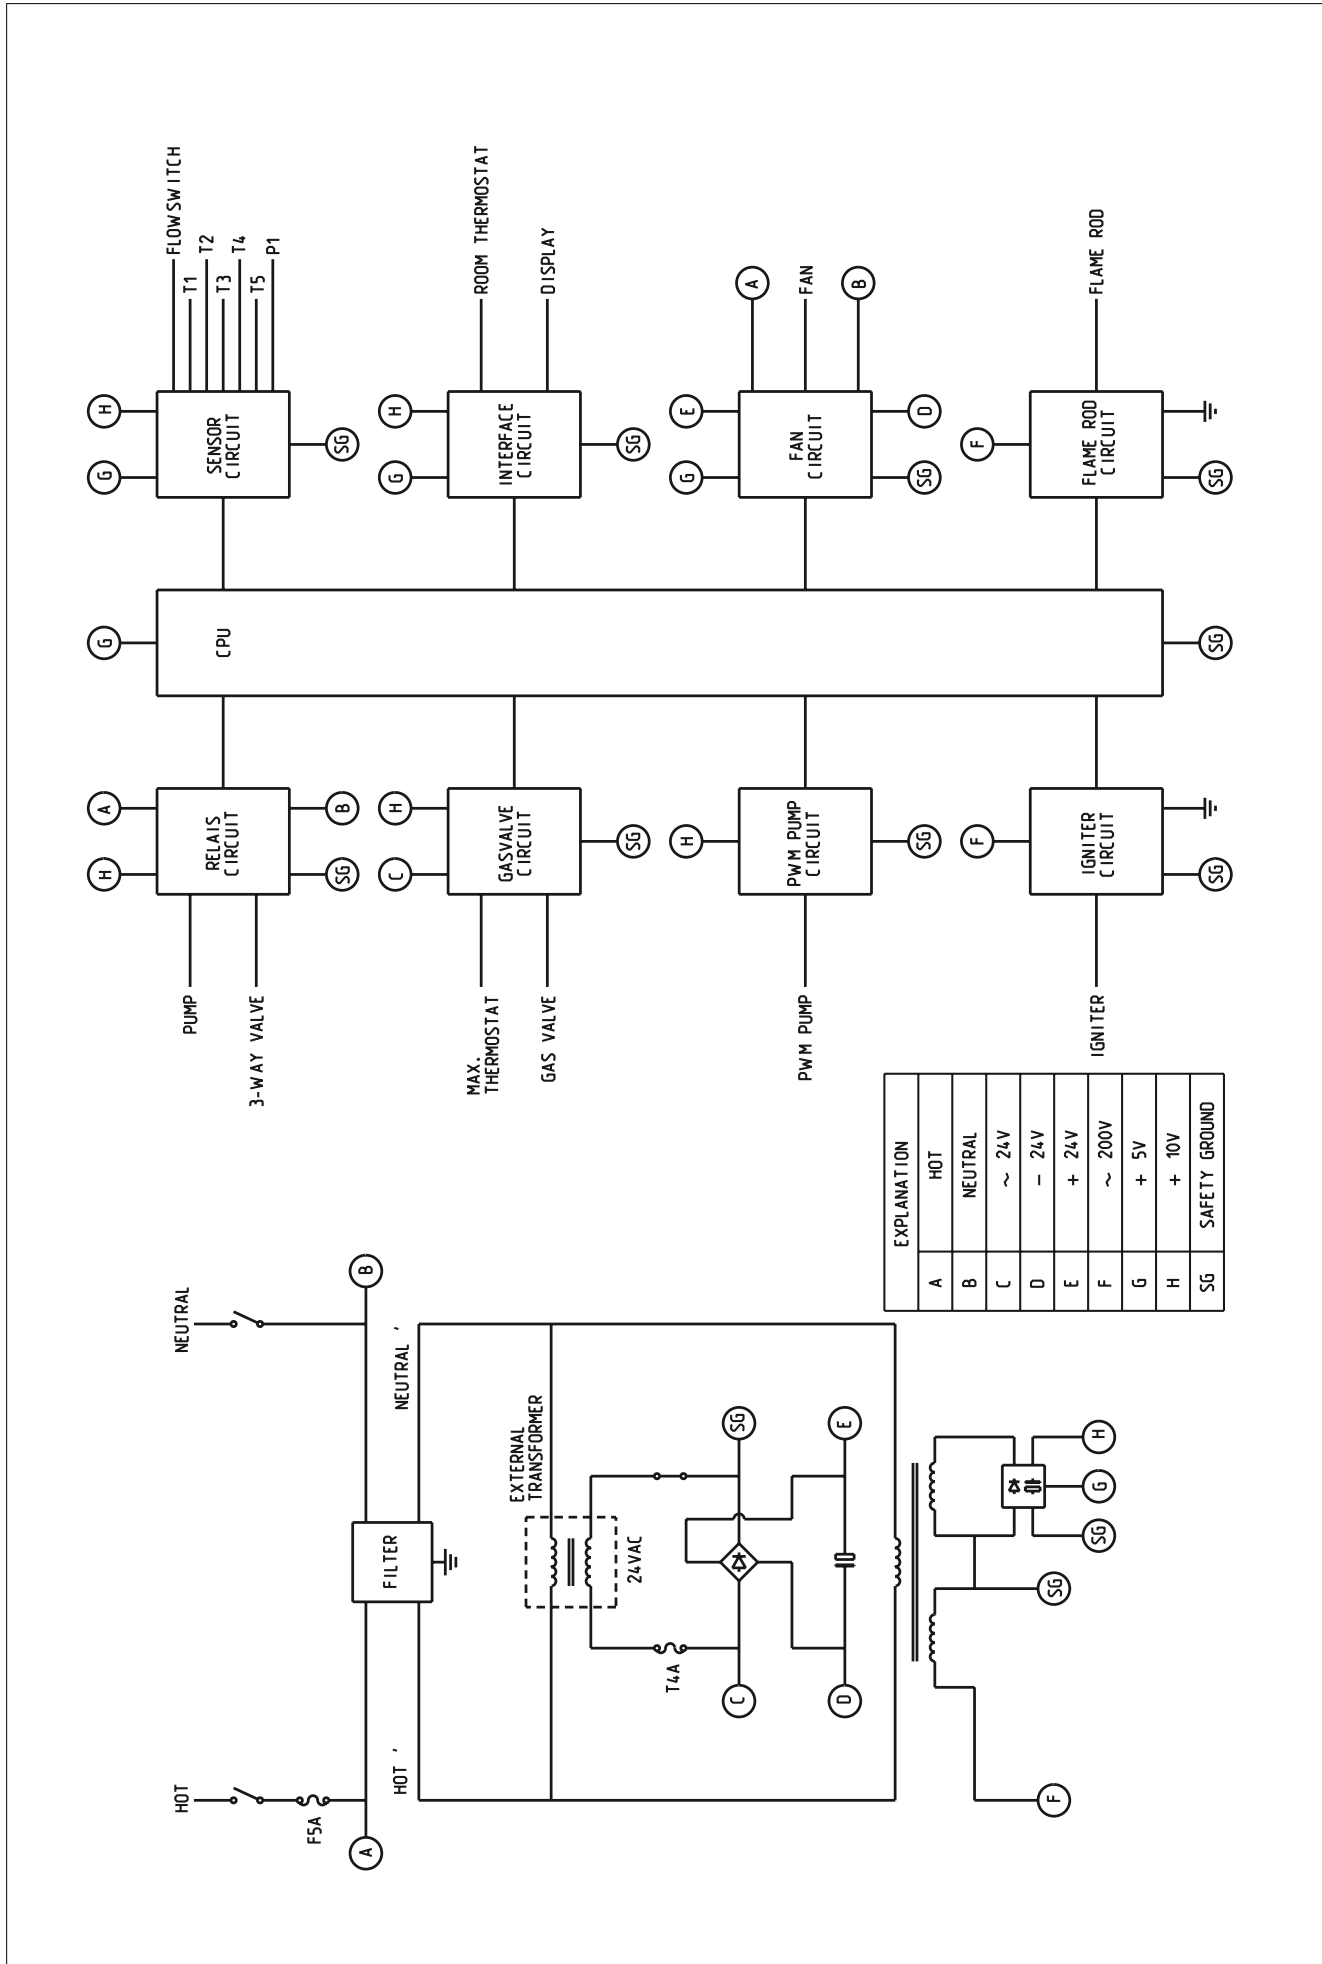 HOT
F5A
A
HOT '
FILTER
NEUTRAL
B
NEUTRAL '
EXTERNAL
TRANSFORMER
24VAC
T4A
C
SG
D
E
F
SG
SG
G
H
EXPLANATION
A HOT
B NEUTRAL
C ~ 24V
D - 24V
E + 24V
F ~ 200V
G + 5V
H + 10V
SG SAFETY GROUND
PUMP
3-WAY VALVE
H
A
RELAIS
CIRCUIT
SG
B
MAX.
THERMOSTAT
GAS VALVE
C
H
GASVALVE
CIRCUIT
SG
PWM PUMP
H
PWM PUMP
CIRCUIT
SG
IGNITER
F
IGNITER
CIRCUIT
SG
G
CPU
SG
G
H
SENSOR
CIRCUIT
SG
FLOWSWITCH
T1
T2
T3
T4
T5
P1
G
H
INTERFACE
CIRCUIT
SG
ROOM THERMOSTAT
DISPLAY
G
E
FAN
CIRCUIT
SG
D
A
FAN
B
F
FLAME ROD
CIRCUIT
SG
FLAME ROD